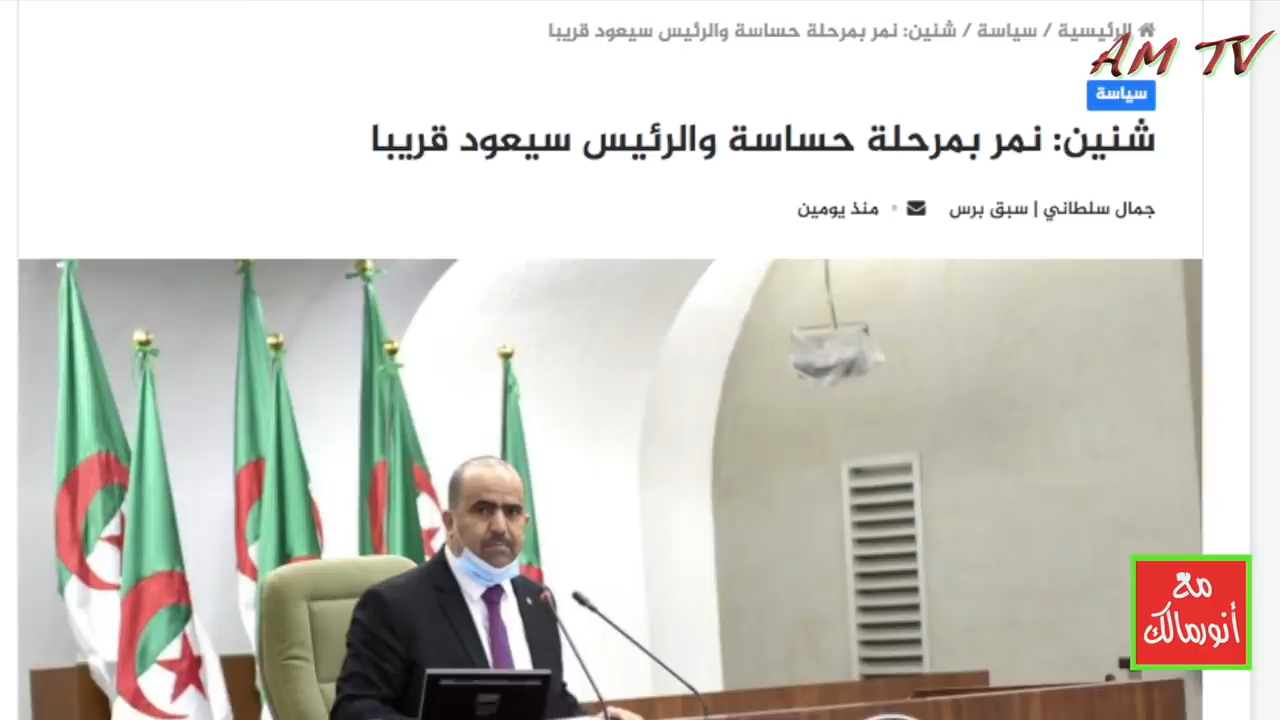 الرئيسية / سياسة / شنين: نمر بمرحلة حساسة والرئيس سيعود قريبا
AM TV
سياسة
شنين: نمر بمرحلة حساسة والرئيس سيعود قريبا
جمال سلطاني | سبق برس • منذ يومين
مع
أنورمالك